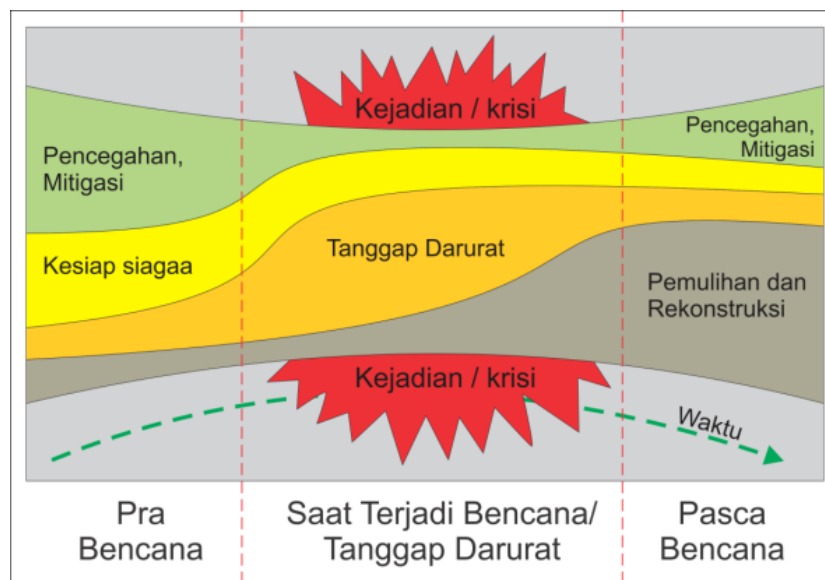 Kejadian / krisi
Pencegahan,
Mitigasi
Pencegahan,
Mitigasi
Kesiap siagaa
Tanggap Darurat
Pemulihan dan
Rekonstruksi
Kejadian / krisi
Waktu
Pra
Bencana
Saat Terjadi Bencana/
Tanggap Darurat
Pasca
Bencana